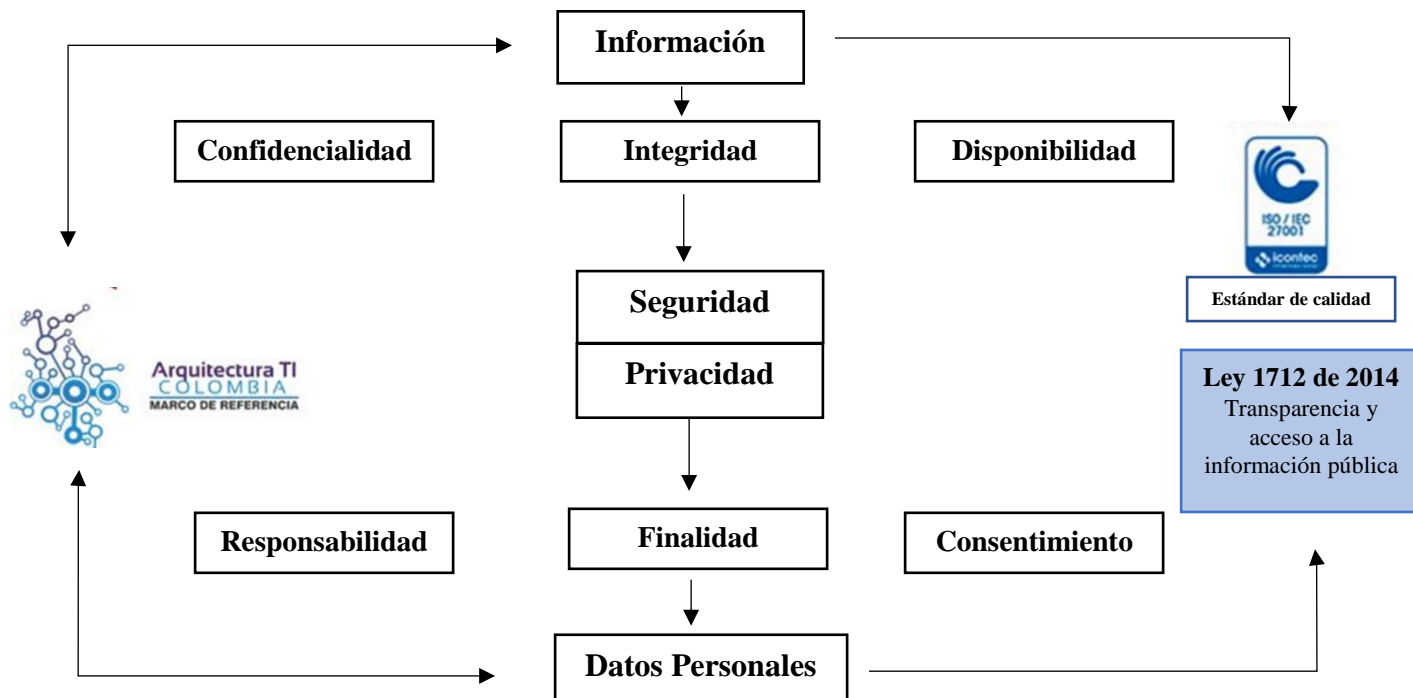 Información
Confidencialidad
Integridad
Disponibilidad
ISO / IEC
27001
icontec
Estándar de calidad
Seguridad
Privacidad
Arquitectura TI
COLOMBIA
MARCO DE REFERENCIA
Ley 1712 de 2014
Transparencia y
acceso a la
información pública
Responsabilidad
Finalidad
Consentimiento
Datos Personales